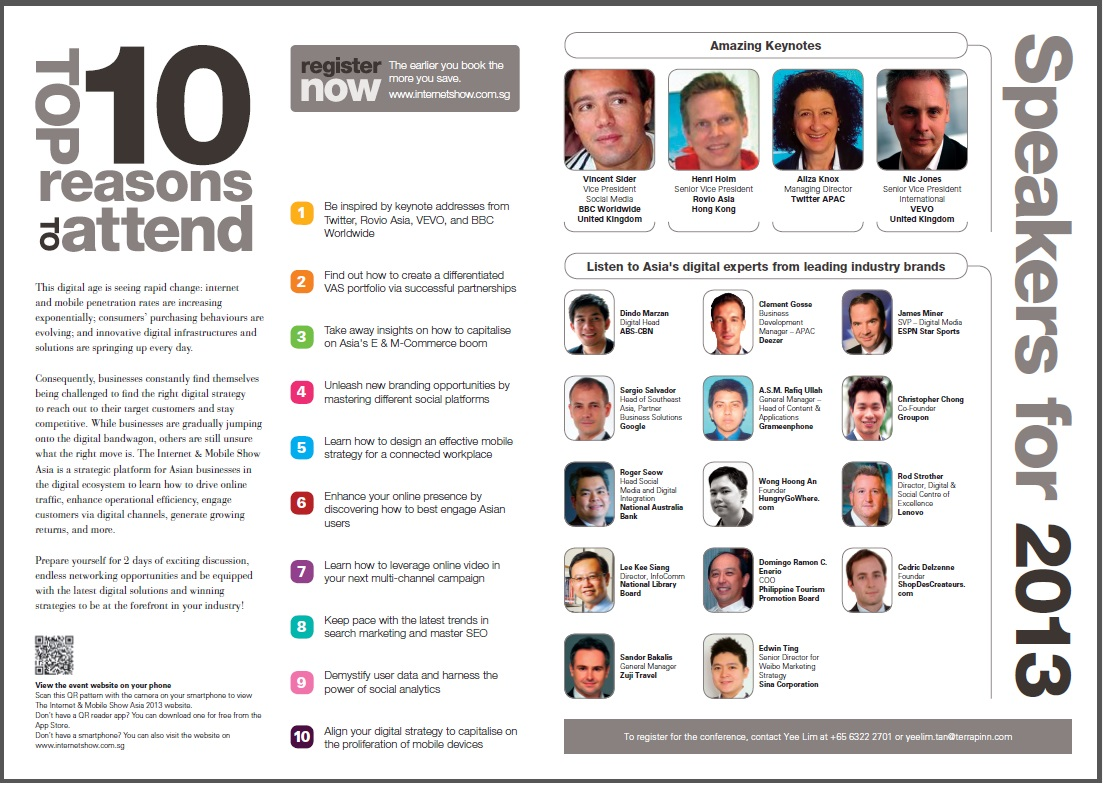 TOP 10
reasons
TO attend
This digital age is seeing rapid change: internet
and mobile penetration rates are increasing
exponentially; consumers' purchasing behaviours are
evolving; and innovative digital infrastructures and
solutions are springing up every day.
Consequently, businesses constantly find themselves
being challenged to find the right digital strategy
to reach out to their target customers and stay
competitive. While businesses are gradually jumping
onto the digital bandwagon, others are still unsure
what the right move is. The Internet & Mobile Show
Asia is a strategic platform for Asian businesses in
the digital ecosystem to learn how to drive online
traffic, enhance operational efficiency, engage
customers via digital channels, generate growing
returns, and more.
Prepare yourself for 2 days of exciting discussion,
endless networking opportunities and be equipped
with the latest digital solutions and winning
strategies to be at the forefront in your industry!
View the event website on your phone
Scan this QR pattern with the camera on your smartphone to view
The Internet & Mobile Show Asia 2013 website.
Don't have a QR reader app? You can download one for free from the
App Store.
Don't have a smartphone? You can also visit the website on
www.internetshow.com.sg
register
now
The earlier you book the
more you save.
www.internetshow.com.sg
1
Be inspired by keynote addresses from
Twitter, Rovio Asia, VEVO, and BBC
Worldwide
2
Find out how to create a differentiated
VAS portfolio via successful partnerships
3
Take away insights on how to capitalise
on Asia's E & M-Commerce boom
4
Unleash new branding opportunities by
mastering different social platforms
5
Learn how to design an effective mobile
strategy for a connected workplace
6
Enhance your online presence by
discovering how to best engage Asian
users
7
Learn how to leverage online video in
your next multi-channel campaign
8
Keep pace with the latest trends in
search marketing and master SEO
9
Demystify user data and harness the
power of social analytics
10
Align your digital strategy to capitalise on
the proliferation of mobile devices
Amazing Keynotes
Vincent Sider
Vice President
Social Media
BBC Worldwide
United Kingdom
Henri Holm
Senior Vice President
Rovio Asia
Hong Kong
Aliza Knox
Managing Director
Twitter APAC
Nic Jones
Senior Vice President
International
VEVO
United Kingdom
Listen to Asia's digital experts from leading industry brands
Dindo Marzan
Digital Head
ABS-CBN
Clement Gosse
Business
Development
Manager – APAC
Deezer
James Miner
SVP – Digital Media
ESPN Star Sports
Sergio Salvador
Head of Southeast
Asia, Partner
Business Solutions
Google
A.S.M. Rafiq Ullah
General Manager –
Head of Content &
Applications
Grameenphone
Christopher Chong
Co-Founder
Groupon
Roger Seow
Head Social
Media and Digital
Integration
National Australia
Bank
Wong Hoong An
Founder
HungryGoWhere.
com
Rod Strother
Director, Digital &
Social Centre of
Excellence
Lenovo
Lee Kee Siang
Director, InfoComm
National Library
Board
Domingo Ramon C.
Enerio
COO
Philippine Tourism
Promotion Board
Cedric Delzenne
Founder
ShopDesCreateurs.
com
Sandor Bakalis
General Manager
Zuji Travel
Edwin Ting
Senior Director for
Weibo Marketing
Strategy
Sina Corporation
To register for the conference, contact Yee Lim at +65 6322 2701 or yeelim.tan@terrapinn.com
Speakers for 2013